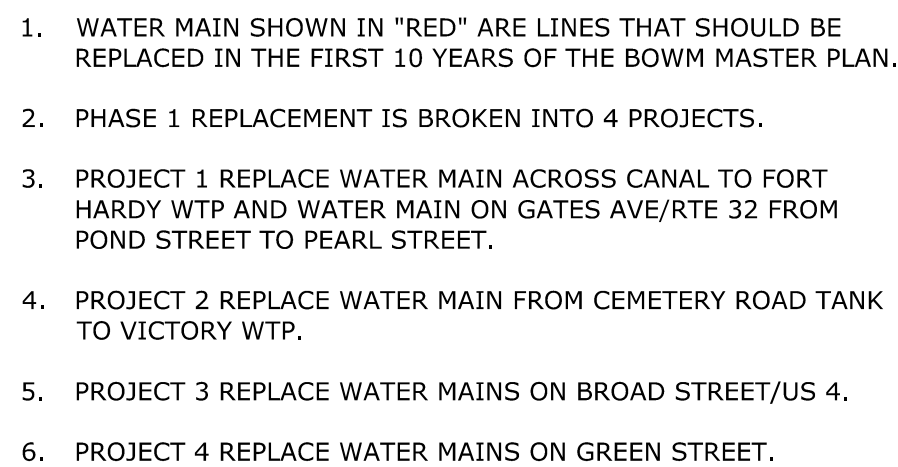 1. WATER MAIN SHOWN IN "RED" ARE LINES THAT SHOULD BE
REPLACED IN THE FIRST 10 YEARS OF THE BOWM MASTER PLAN.
2. PHASE 1 REPLACEMENT IS BROKEN INTO 4 PROJECTS.
3. PROJECT 1 REPLACE WATER MAIN ACROSS CANAL TO FORT
HARDY WTP AND WATER MAIN ON GATES AVE/RTE 32 FROM
POND STREET TO PEARL STREET.
4. PROJECT 2 REPLACE WATER MAIN FROM CEMETERY ROAD TANK
TO VICTORY WTP.
5. PROJECT 3 REPLACE WATER MAINS ON BROAD STREET/US 4.
6. PROJECT 4 REPLACE WATER MAINS ON GREEN STREET.